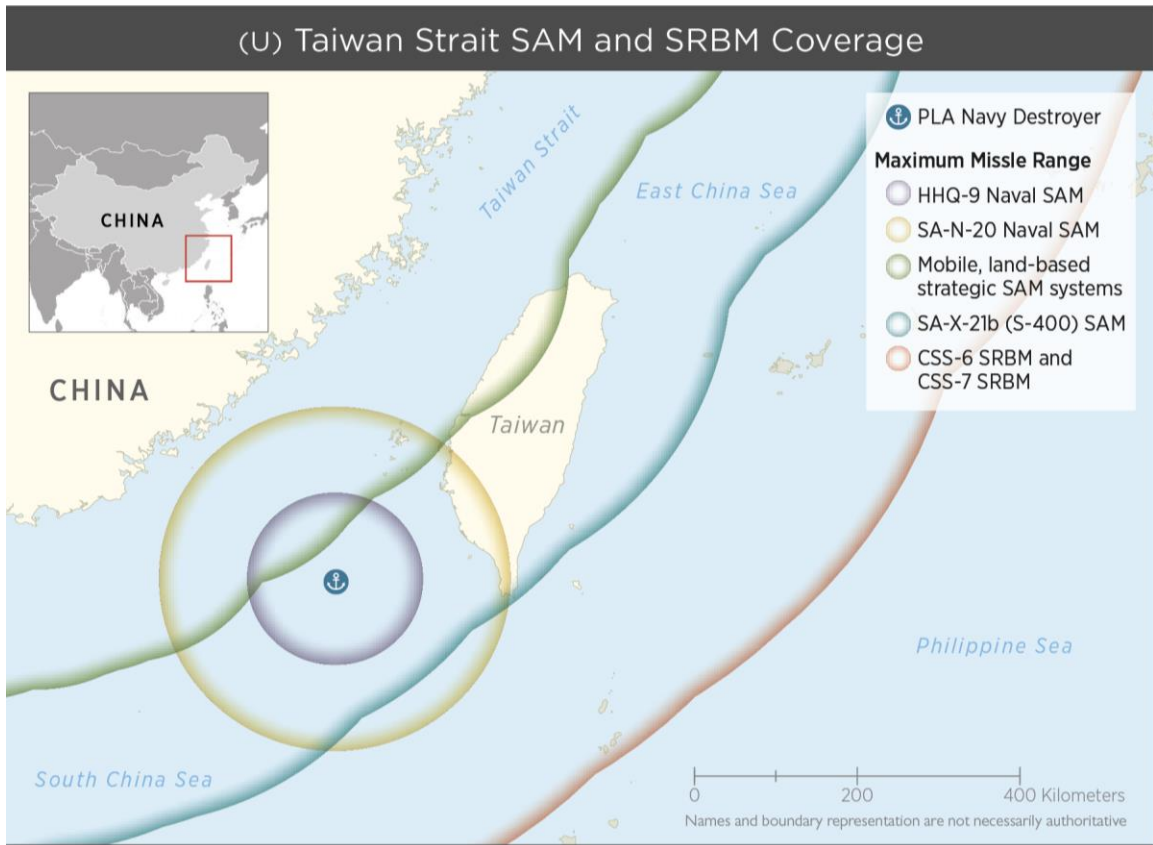 (U) Taiwan Strait SAM and SRBM Coverage
CHINA
PLA Navy Destroyer
Maximum Missle Range
HHQ-9 Naval SAM
SA-N-20 Naval SAM
Mobile, land-based
strategic SAM systems
SA-X-21b (S-400) SAM
CSS-6 SRBM and
CSS-7 SRBM
Taiwan Strait
East China Sea
CHINA
Taiwan
Philippine Sea
South China Sea
0 200 400 Kilometers
Names and boundary representation are not necessarily authoritative